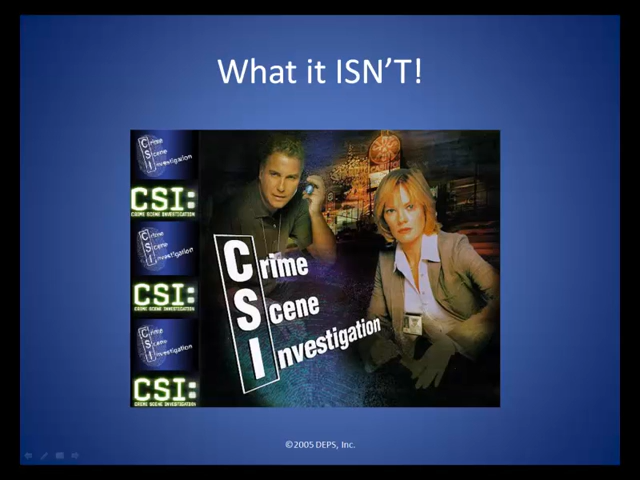 What it ISN'T!
Crime
Scene
Investigation
CSI:
CRIME SCENE INVESTIGATION
Crime
Scene
Investigation
CSI:
CRIME SCENE INVESTIGATION
Crime
Scene
Investigation
CSI:
CRIME SCENE INVESTIGATION
Crime
Scene
Investigation
©2005 DEPS, Inc.